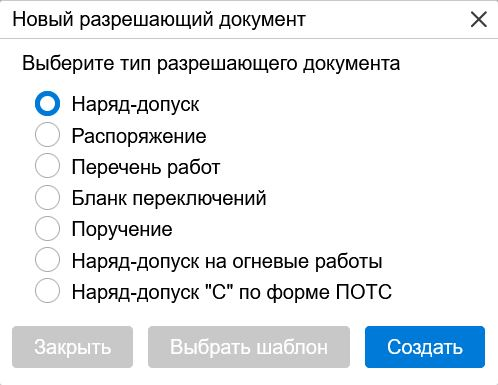 Новый разрешающий документ
Выберите тип разрешающего документа
Наряд-допуск
Распоряжение
Перечень работ
Бланк переключений
Поручение
Наряд-допуск на огневые работы
Наряд-допуск "С" по форме ПОТС
Закрыть Выбрать шаблон Создать